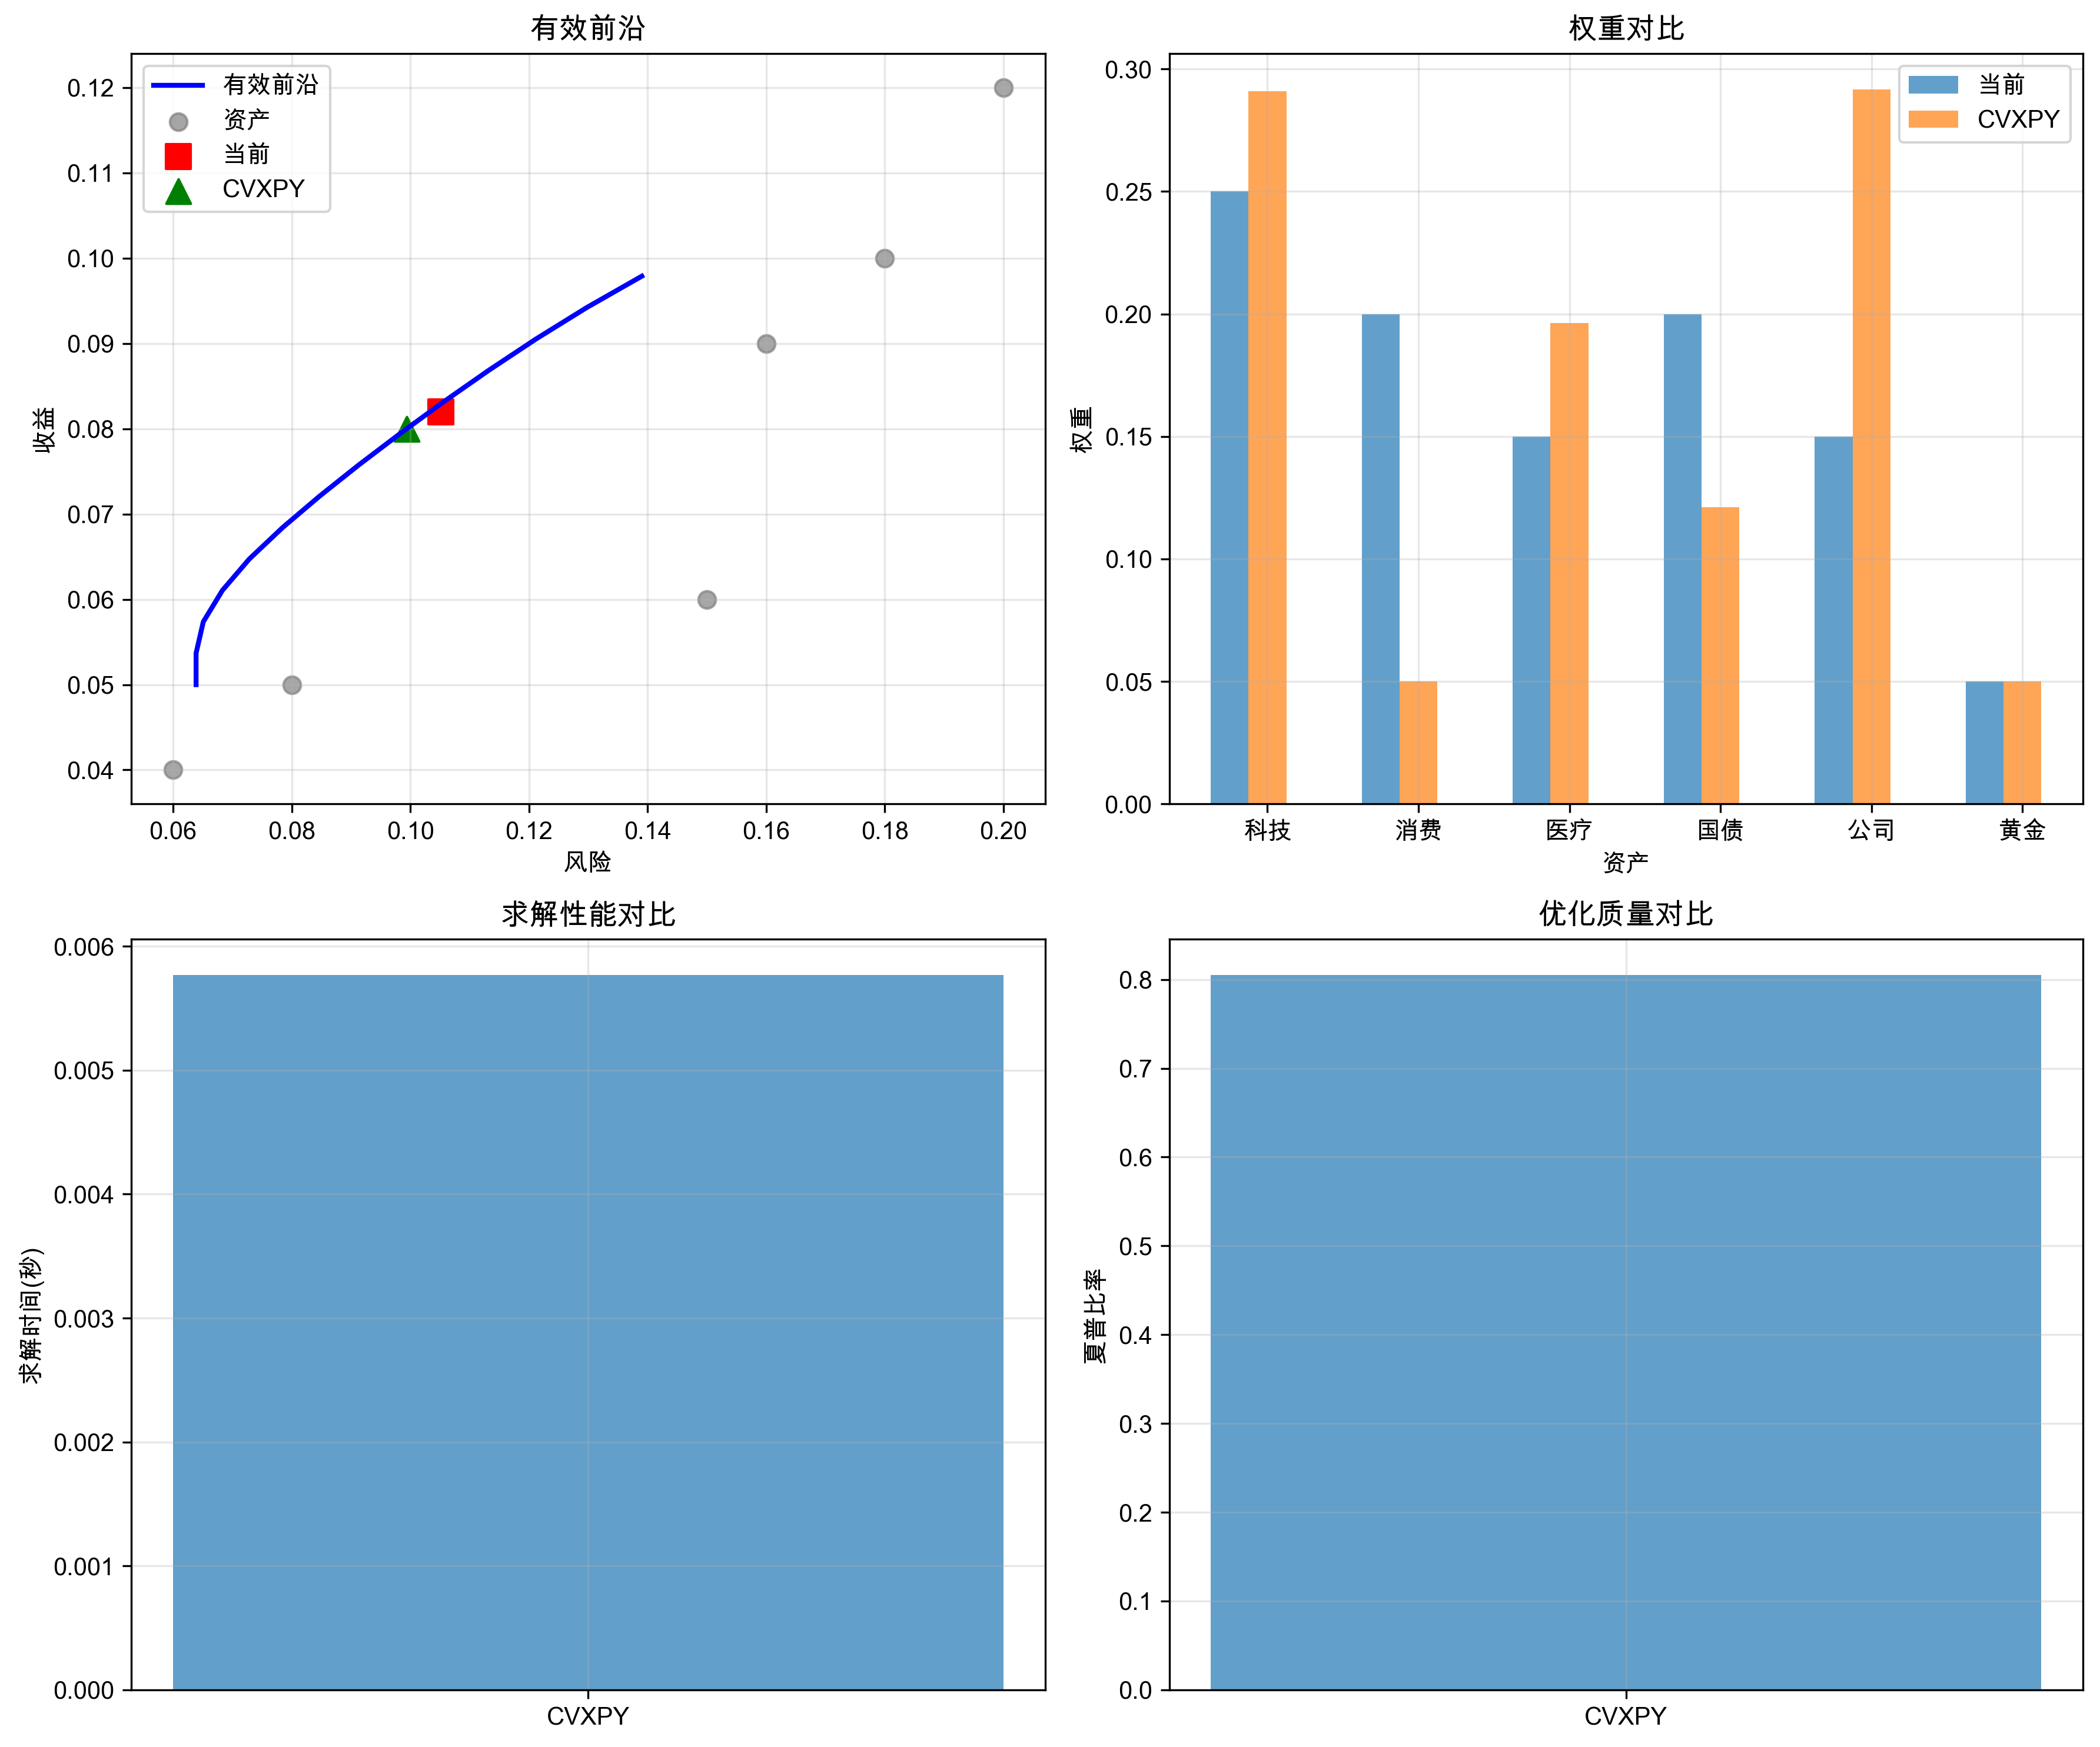 有效前沿
有效前沿
资产
当前
CVXPY
0.12
0.11
0.10
0.09
0.08
0.07
0.06
0.05
0.04
收益
0.06 0.08 0.10 0.12 0.14 0.16 0.18 0.20
风险
权重对比
当前
CVXPY
0.30
0.25
0.20
0.15
0.10
0.05
0.00
权重
科技 消费 医疗 国债 公司 黄金
资产
求解性能对比
0.006
0.005
0.004
0.003
0.002
0.001
0.000
求解时间(秒)
CVXPY
优化质量对比
0.8
0.7
0.6
0.5
0.4
0.3
0.2
0.1
0.0
夏普比率
CVXPY